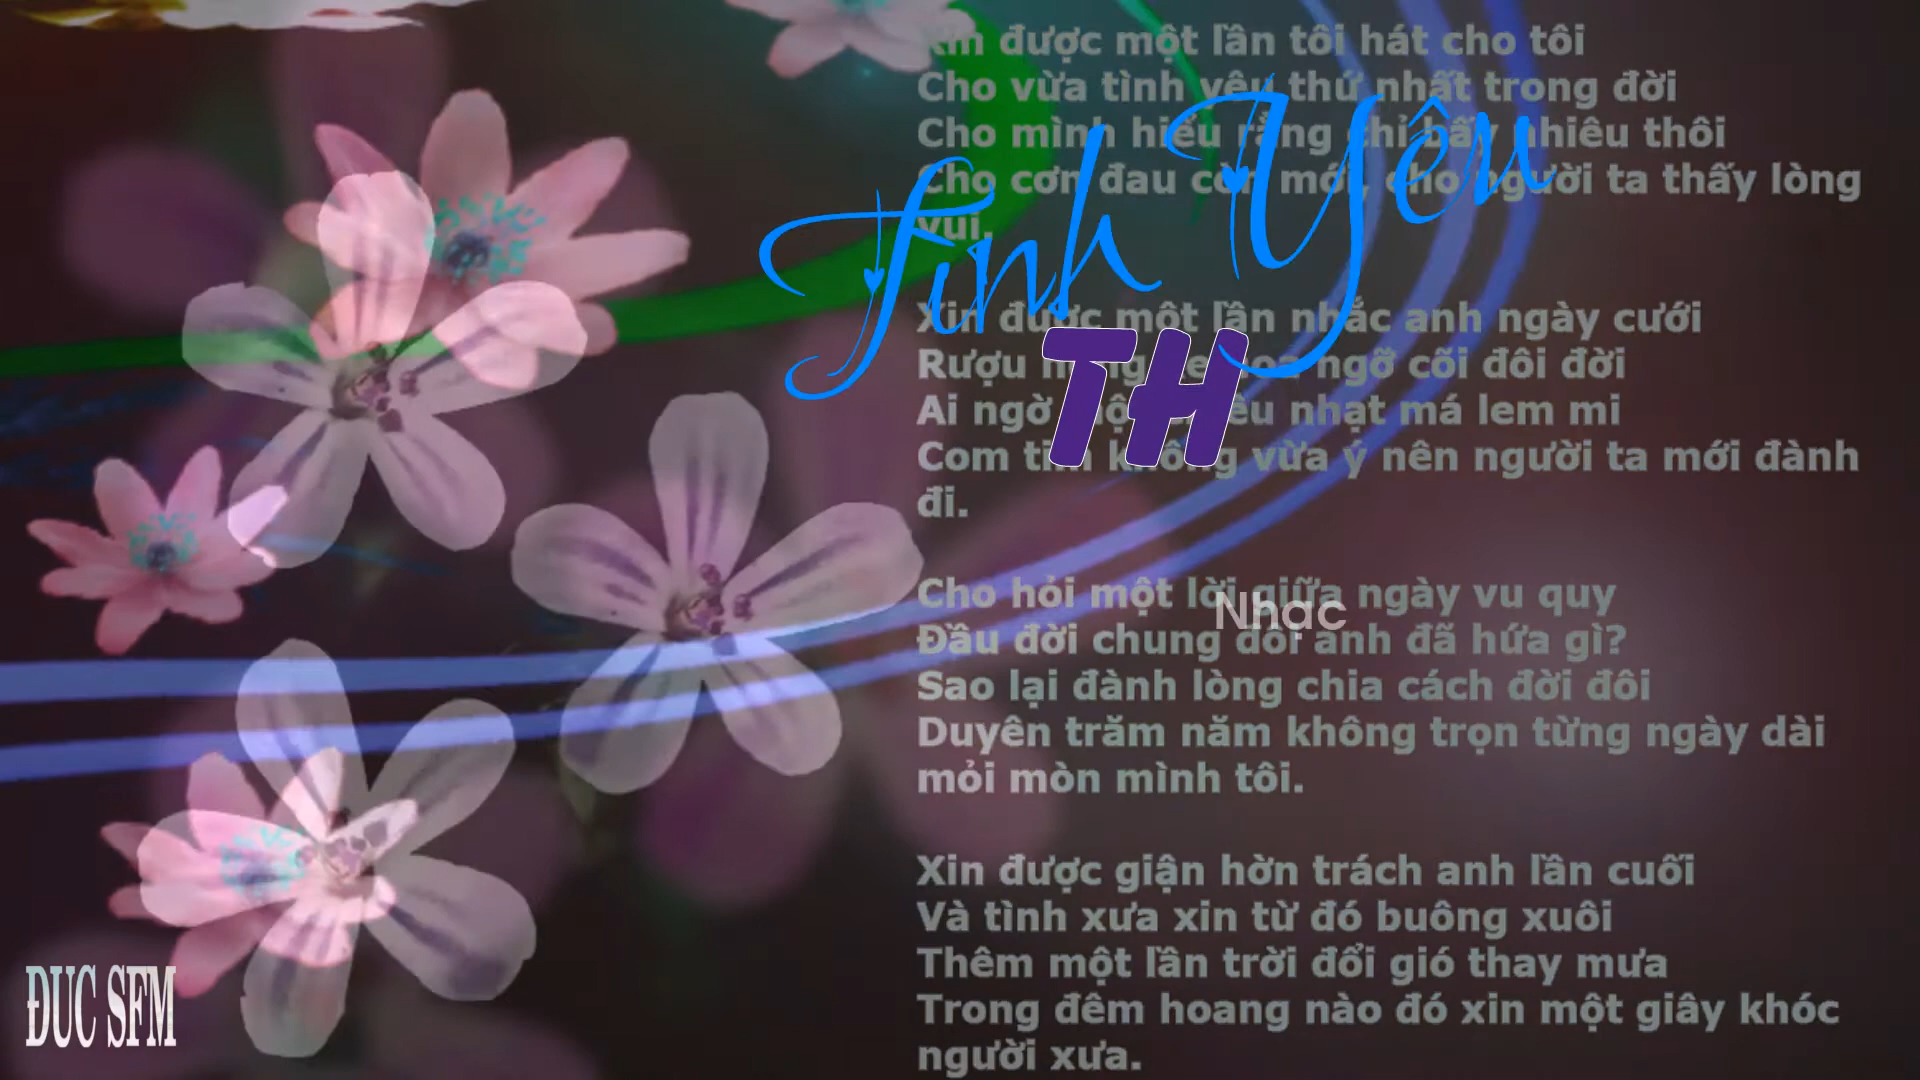 được một lần tôi hát cho tôi
Cho vừa tình yêu thứ nhất trong đời
Cho mình hiểu rằng chỉ bấy nhiêu thôi
Cho cơn đau còn mới, cho người ta thấy lòng
vui.
Tình Yêu
TH
Xin được một lần nhắc anh ngày cưới
Rượu hoa ngỡ cõi đôi đời
Ai ngờ nhạt má lem mi
Com tim không vừa ý nên người ta mới đành
đi.
Cho hỏi một lời giữa ngày vu quy
Nhạc
Đầu đời chung đôi anh đã hứa gì?
Sao lại đành lòng chia cách đời đôi
Duyên trăm năm không trọn từng ngày dài
mỏi mòn mình tôi.
Xin được giận hờn trách anh lần cuối
Và tình xưa xin từ đó buông xuôi
Thêm một lần trời đổi gió thay mưa
Trong đêm hoang nào đó xin một giây khóc
người xưa.
ĐUC SFM